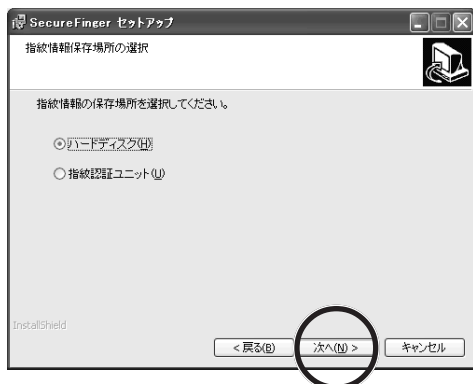 SecureFinger セットアップ
指紋情報保存場所の選択
指紋情報の保存場所を選択してください。
ハードディスク(H)
指紋認証ユニット(U)
InstallShield
< 戻る(B)
次へ(N) >
キャンセル